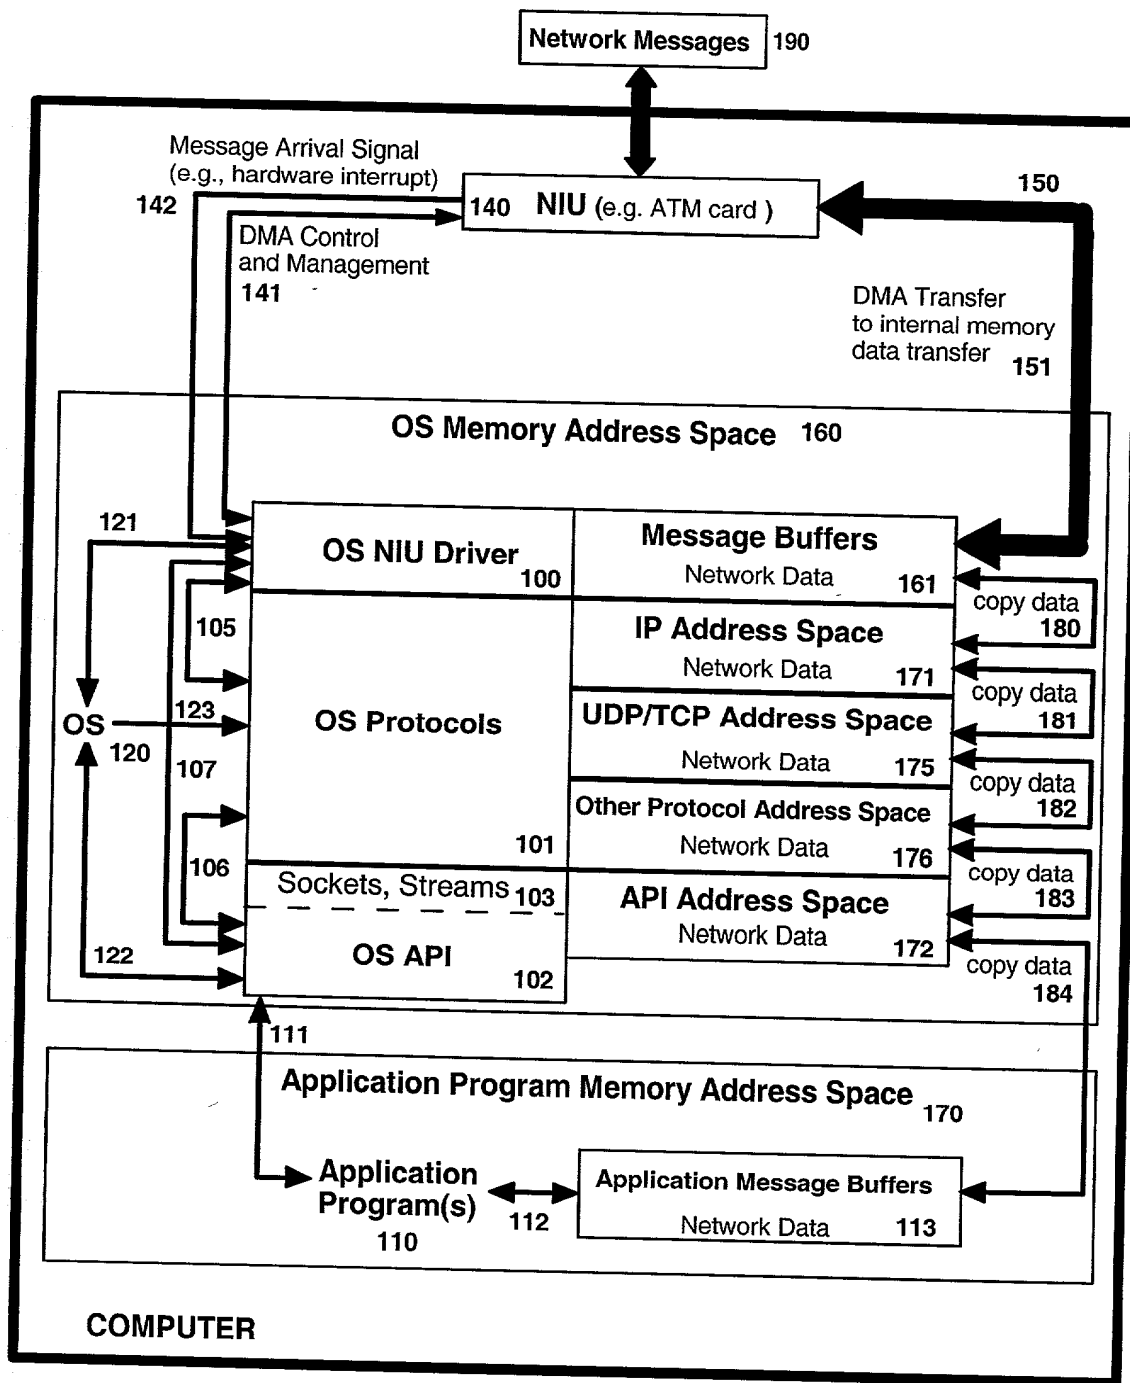 Network Messages 190
Message Arrival Signal
(e.g., hardware interrupt)
142
140 NIU (e.g. ATM card )
150
DMA Control
and Management
141
DMA Transfer
to internal memory
data transfer 151
OS Memory Address Space 160
121
OS NIU Driver
100
Message Buffers
Network Data 161
copy data
180
105
IP Address Space
Network Data 171
copy data
181
OS
120
123
107
OS Protocols
101
UDP/TCP Address Space
Network Data 175
copy data
182
Other Protocol Address Space
Network Data 176
copy data
183
106
Sockets, Streams 103
API Address Space
Network Data 172
copy data
184
122
OS API
102
111
Application Program Memory Address Space 170
Application
Program(s)
110
112
Application Message Buffers
Network Data 113
COMPUTER